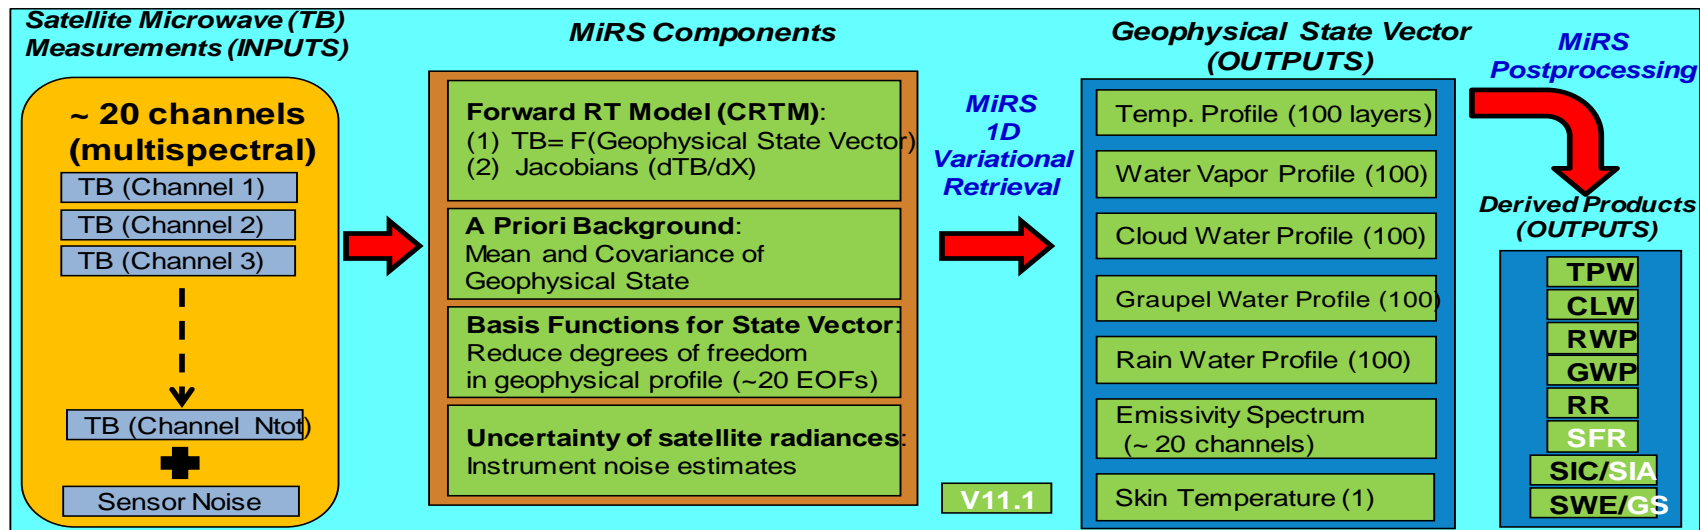 Satellite Microwave (TB)
Measurements (INPUTS)
~ 20 channels
(multispectral)
TB (Channel 1)
TB (Channel 2)
TB (Channel 3)
TB (Channel Ntot)
Sensor Noise
MiRS Components
Forward RT Model (CRTM):
(1) TB= F(Geophysical State Vector)
(2) Jacobians (dTB/dX)
A Priori Background:
Mean and Covariance of
Geophysical State
Basis Functions for State Vector:
Reduce degrees of freedom
in geophysical profile (~20 EOFs)
Uncertainty of satellite radiances:
Instrument noise estimates
MiRS
1D
Variational
Retrieval
V11.1
Geophysical State Vector
(OUTPUTS)
Temp. Profile (100 layers)
Water Vapor Profile (100)
Cloud Water Profile (100)
Graupel Water Profile (100)
Rain Water Profile (100)
Emissivity Spectrum
(~ 20 channels)
Skin Temperature (1)
MiRS
Postprocessing
Derived Products
(OUTPUTS)
TPW
CLW
RWP
GWP
RR
SFR
SIC/SIA
SWE/GS